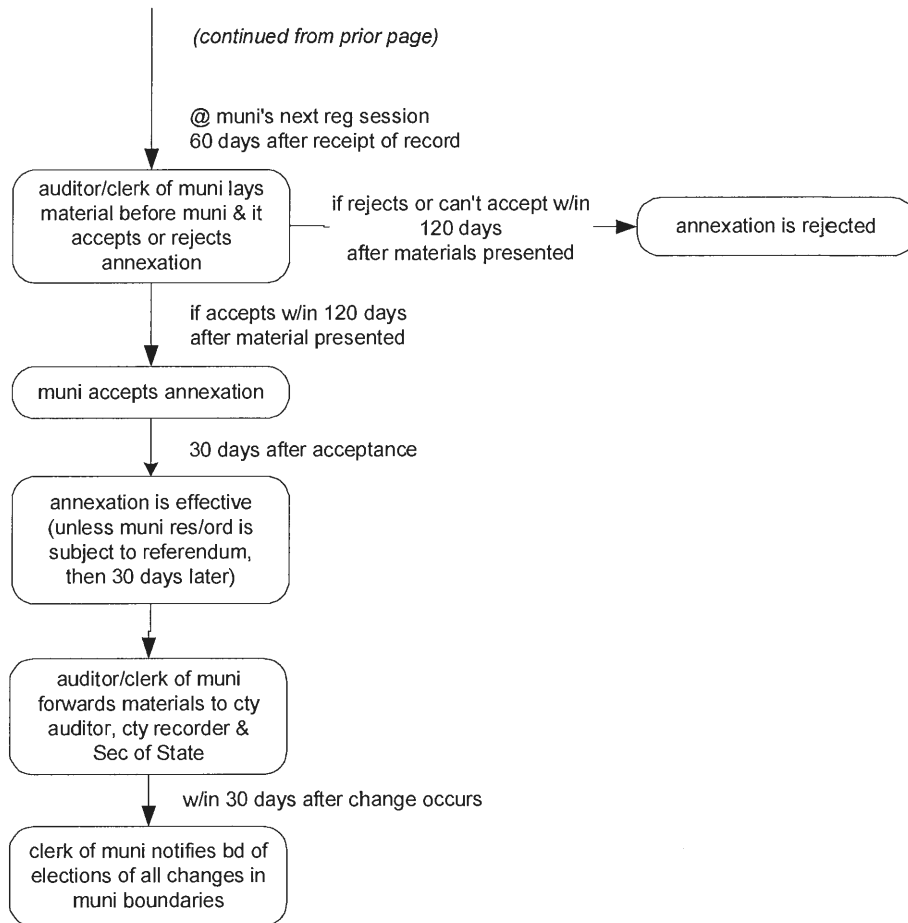 (continued from prior page)
@ muni's next reg session
60 days after receipt of record
auditor/clerk of muni lays
material before muni & it
accepts or rejects
annexation
if rejects or can't accept w/in
120 days
after materials presented
annexation is rejected
if accepts w/in 120 days
after material presented
muni accepts annexation
30 days after acceptance
annexation is effective
(unless muni res/ord is
subject to referendum,
then 30 days later)
auditor/clerk of muni
forwards materials to cty
auditor, cty recorder &
Sec of State
w/in 30 days after change occurs
clerk of muni notifies bd of
elections of all changes in
muni boundaries